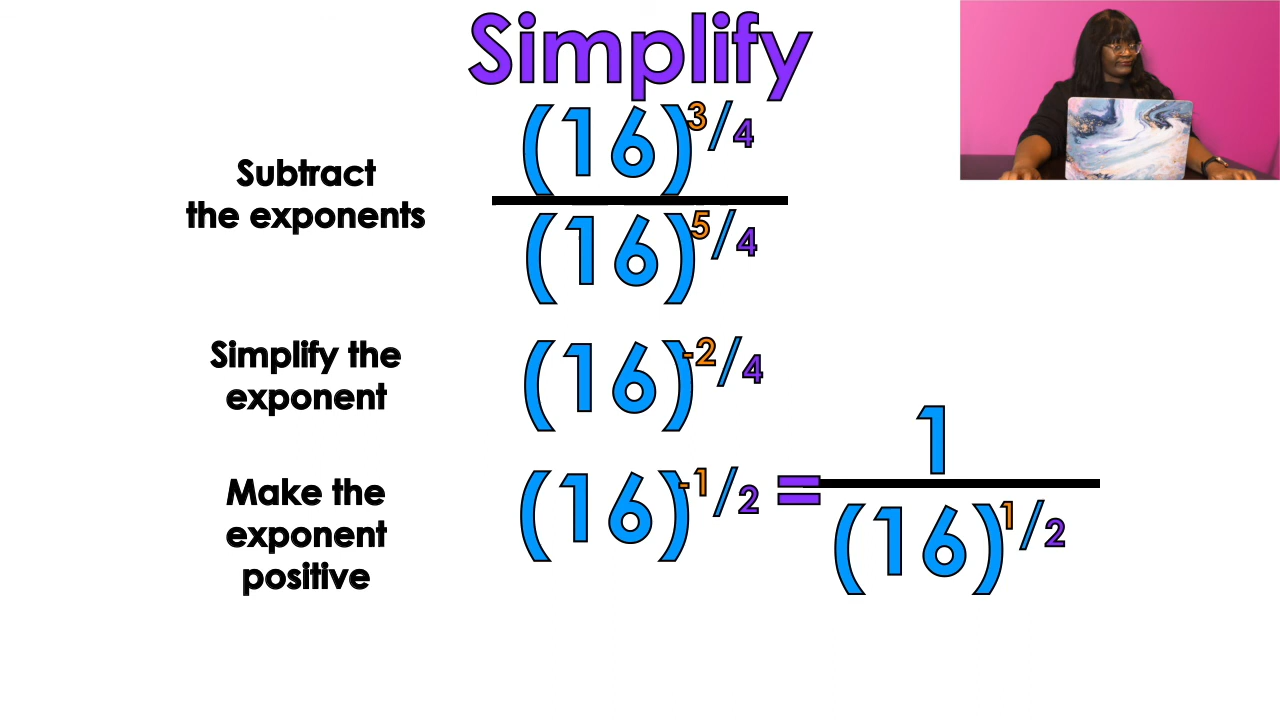 Simplify
Subtract
the exponents
(16)^3/4
(16)^5/4
Simplify the
exponent
(16)^-2/4
Make the
exponent
positive
(16)^-1/2 =
1
(16)^1/2